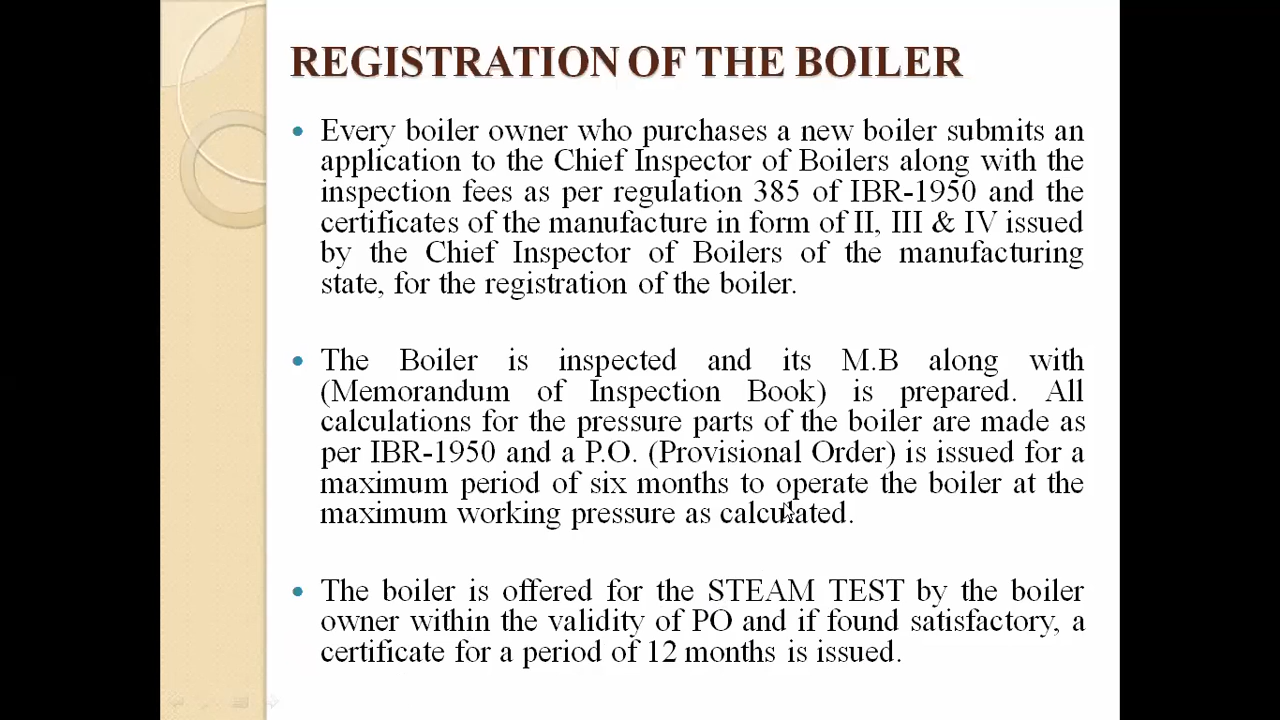 REGISTRATION OF THE BOILER
• Every boiler owner who purchases a new boiler submits an
application to the Chief Inspector of Boilers along with the
inspection fees as per regulation 385 of IBR-1950 and the
certificates of the manufacture in form of II, III & IV issued
by the Chief Inspector of Boilers of the manufacturing
state, for the registration of the boiler.
• The Boiler is inspected and its M.B along with
(Memorandum of Inspection Book) is prepared. All
calculations for the pressure parts of the boiler are made as
per IBR-1950 and a P.O. (Provisional Order) is issued for a
maximum period of six months to operate the boiler at the
maximum working pressure as calculated.
• The boiler is offered for the STEAM TEST by the boiler
owner within the validity of PO and if found satisfactory, a
certificate for a period of 12 months is issued.